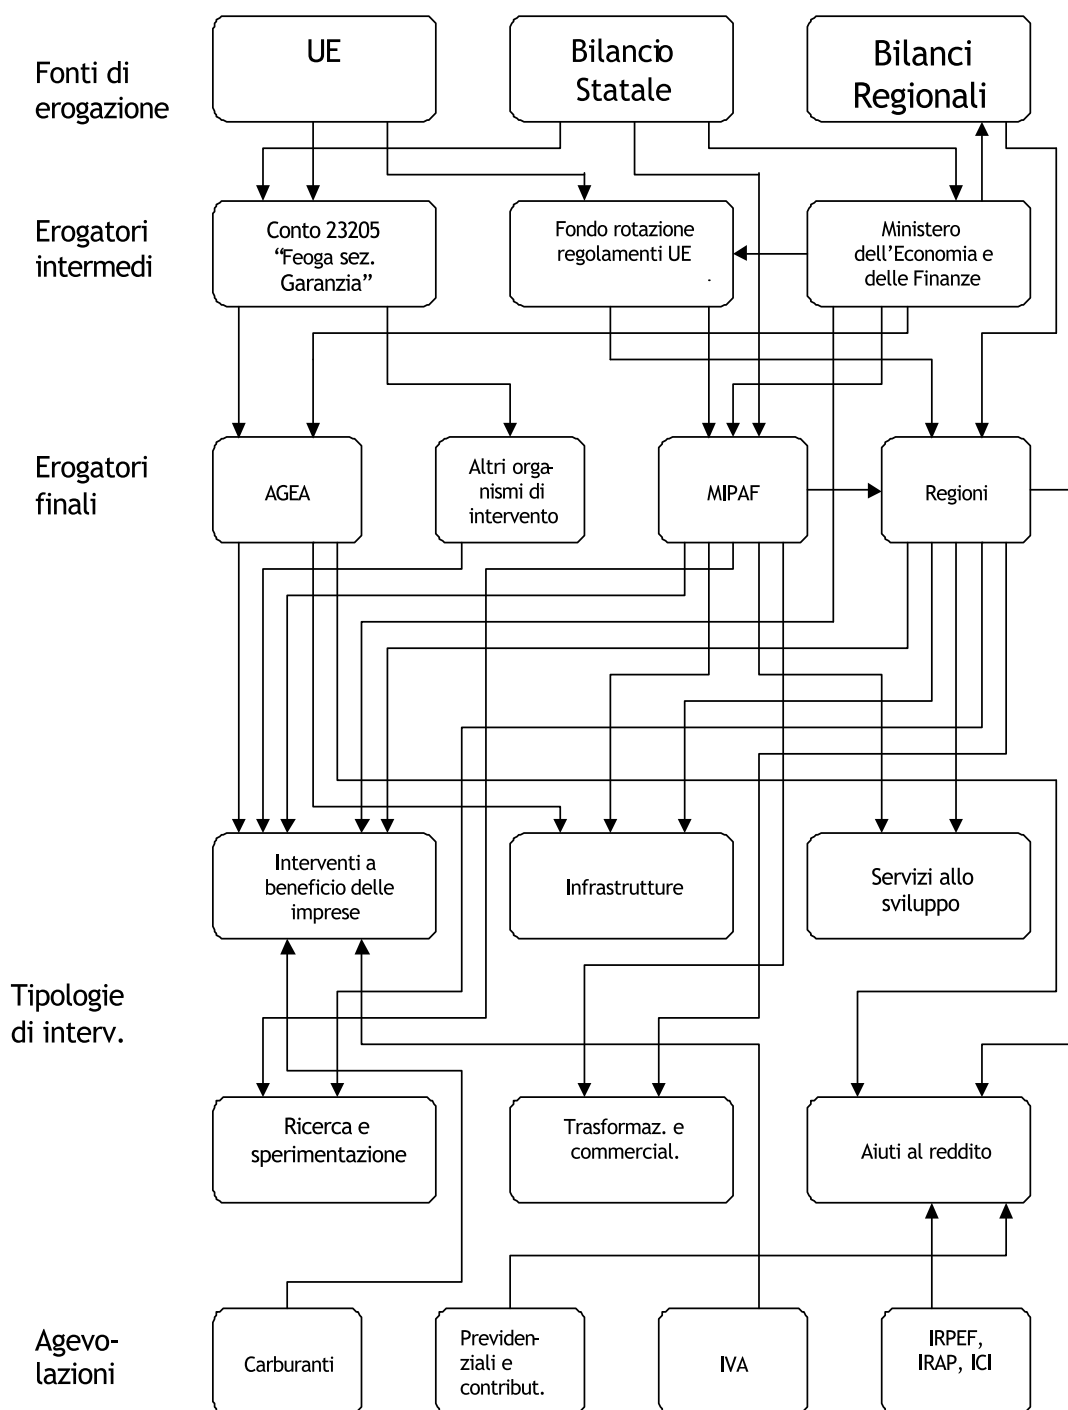 Fonti di
erogazione
UE
Bilancio
Statale
Bilanci
Regionali
Erogatori
intermedi
Conto 23205
“Feoga sez.
Garanzia”
Fondo rotazione
regolamenti UE
Ministero
dell’Economia e
delle Finanze
Erogatori
finali
AGEA
Altri orga-
nismi di
intervento
MIPAF
Regioni
Tipologie
di interv.
Interventi a
beneficio delle
imprese
Infrastrutture
Servizi allo
sviluppo
Ricerca e
sperimentazione
Trasformaz. e
commercial.
Aiuti al reddito
Agevo-
lazioni
Carburanti
Previden-
ziali e
contribut.
IVA
IRPEF,
IRAP, ICI